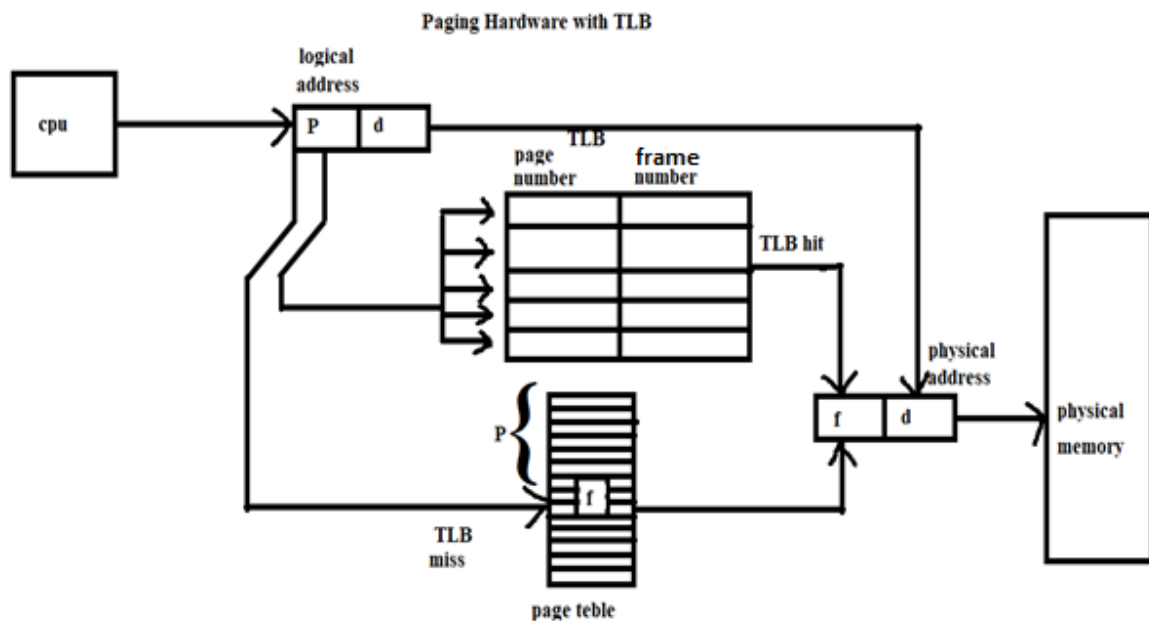 Paging Hardware with TLB
logical
address
cpu
P
d
TLB
page
number
frame
number
TLB hit
physical
address
f
d
physical
memory
P
f
TLB
miss
page teble